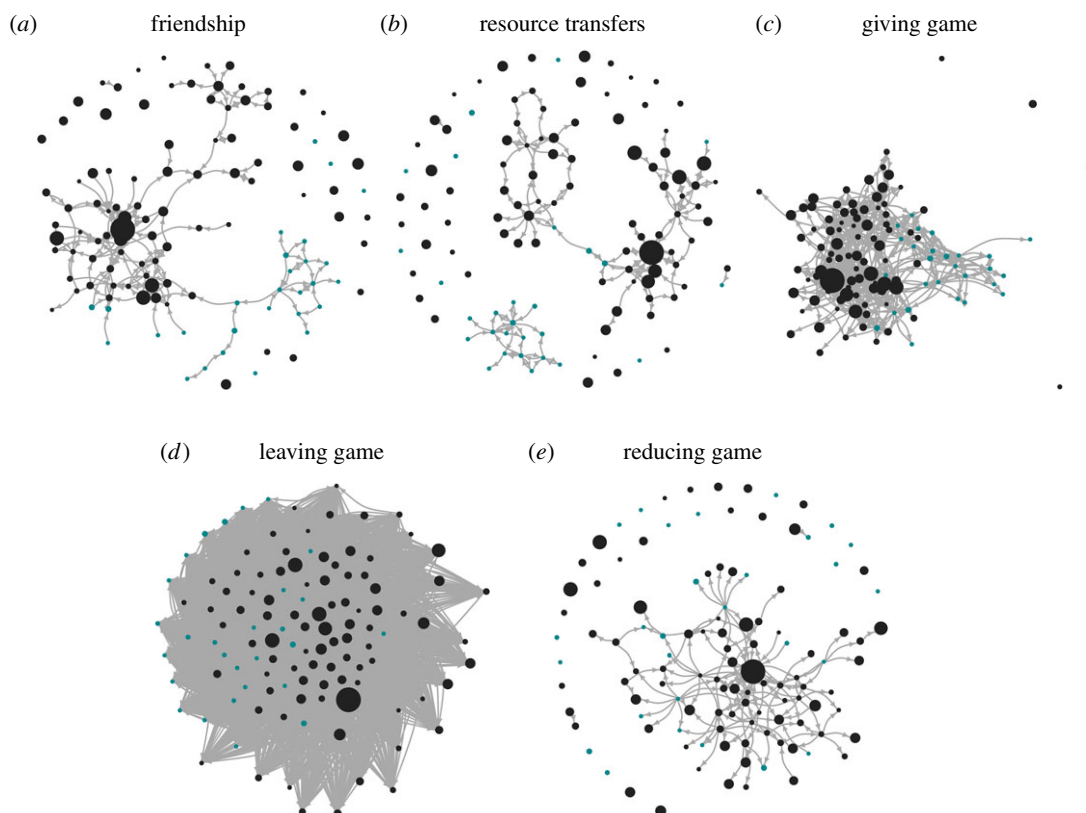 (a) friendship
(b) resource transfers
(c) giving game
(d) leaving game
(e) reducing game